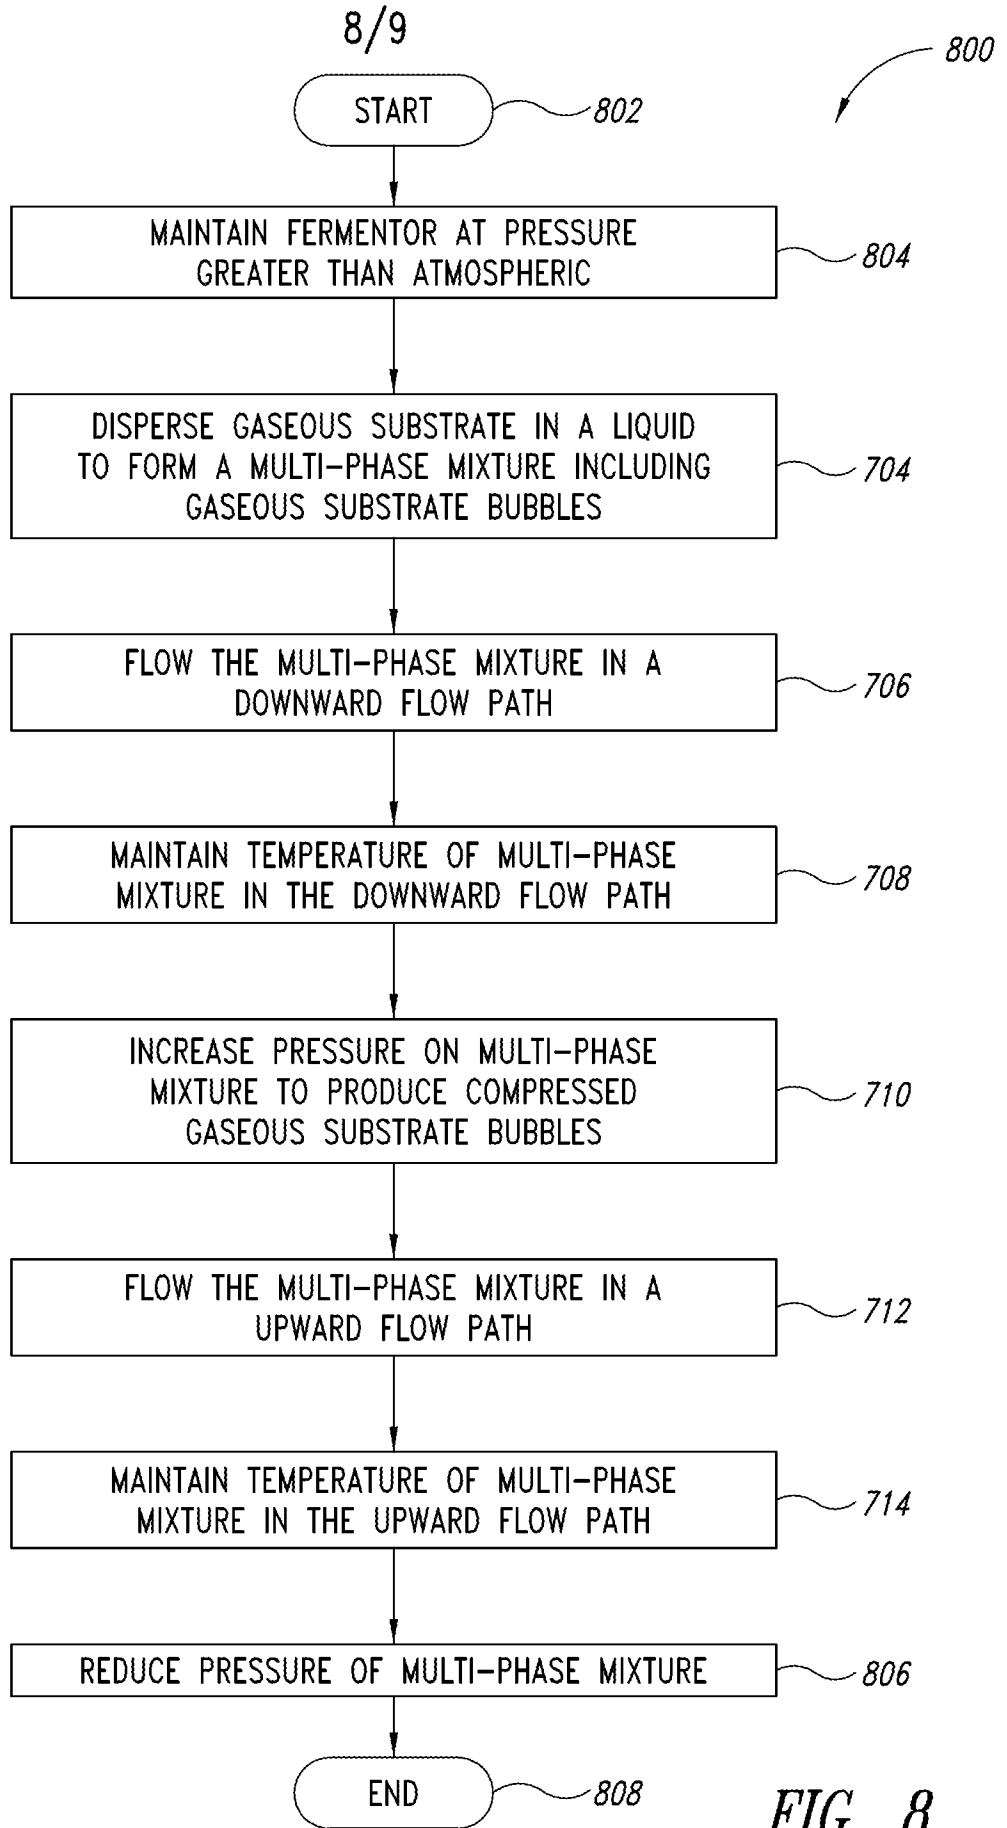 8/9
800
START
802
MAINTAIN FERMENTOR AT PRESSURE
GREATER THAN ATMOSPHERIC
804
DISPERSE GASEOUS SUBSTRATE IN A LIQUID
TO FORM A MULTI-PHASE MIXTURE INCLUDING
GASEOUS SUBSTRATE BUBBLES
704
FLOW THE MULTI-PHASE MIXTURE IN A
DOWNWARD FLOW PATH
706
MAINTAIN TEMPERATURE OF MULTI-PHASE
MIXTURE IN THE DOWNWARD FLOW PATH
708
INCREASE PRESSURE ON MULTI-PHASE
MIXTURE TO PRODUCE COMPRESSED
GASEOUS SUBSTRATE BUBBLES
710
FLOW THE MULTI-PHASE MIXTURE IN A
UPWARD FLOW PATH
712
MAINTAIN TEMPERATURE OF MULTI-PHASE
MIXTURE IN THE UPWARD FLOW PATH
714
REDUCE PRESSURE OF MULTI-PHASE MIXTURE
806
END
808
FIG. 8